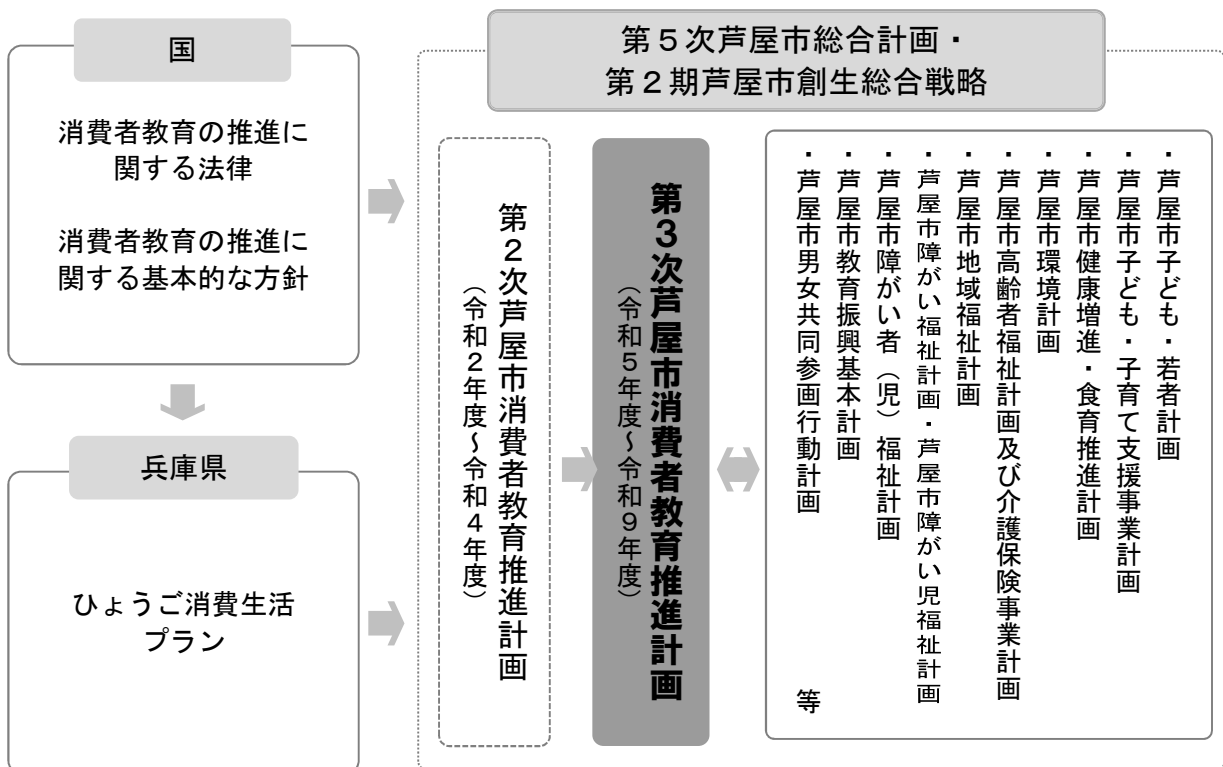 国
消費者教育の推進に
関する法律
消費者教育の推進に
関する基本的な方針
兵庫県
ひょうご消費生活
プラン
第５次芦屋市総合計画・
第２期芦屋市創生総合戦略
第２次芦屋市消費者教育推進計画
（令和２年度～令和４年度）
第３次芦屋市消費者教育推進計画
（令和５年度～令和９年度）
・芦屋市子ども・若者計画
・芦屋市子ども・子育て支援事業計画
・芦屋市健康増進・食育推進計画
・芦屋市環境計画
・芦屋市高齢者福祉計画及び介護保険事業計画
・芦屋市地域福祉計画
・芦屋市障がい福祉計画・芦屋市障がい児福祉計画
・芦屋市障がい者（児）福祉計画
・芦屋市教育振興基本計画
・芦屋市男女共同参画行動計画　等